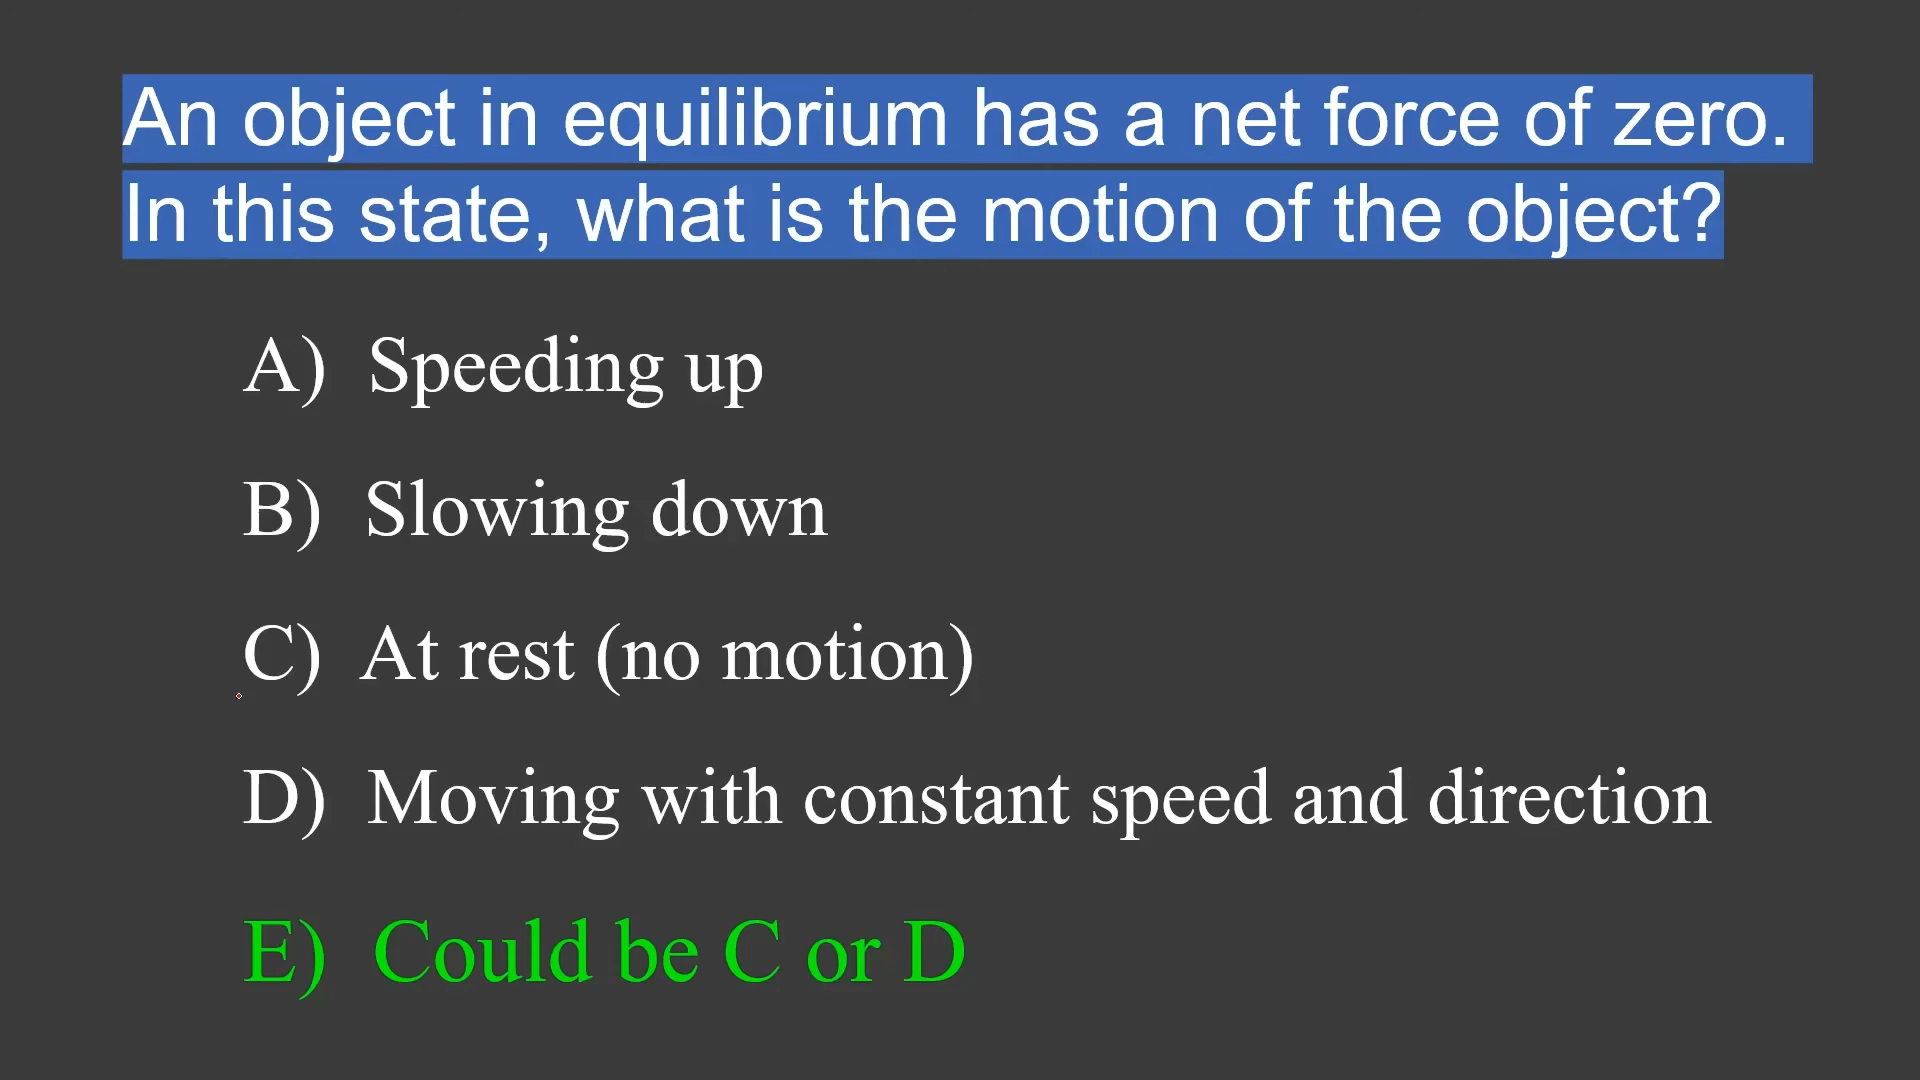 An object in equilibrium has a net force of zero.
In this state, what is the motion of the object?
A) Speeding up
B) Slowing down
C) At rest (no motion)
D) Moving with constant speed and direction
E) Could be C or D